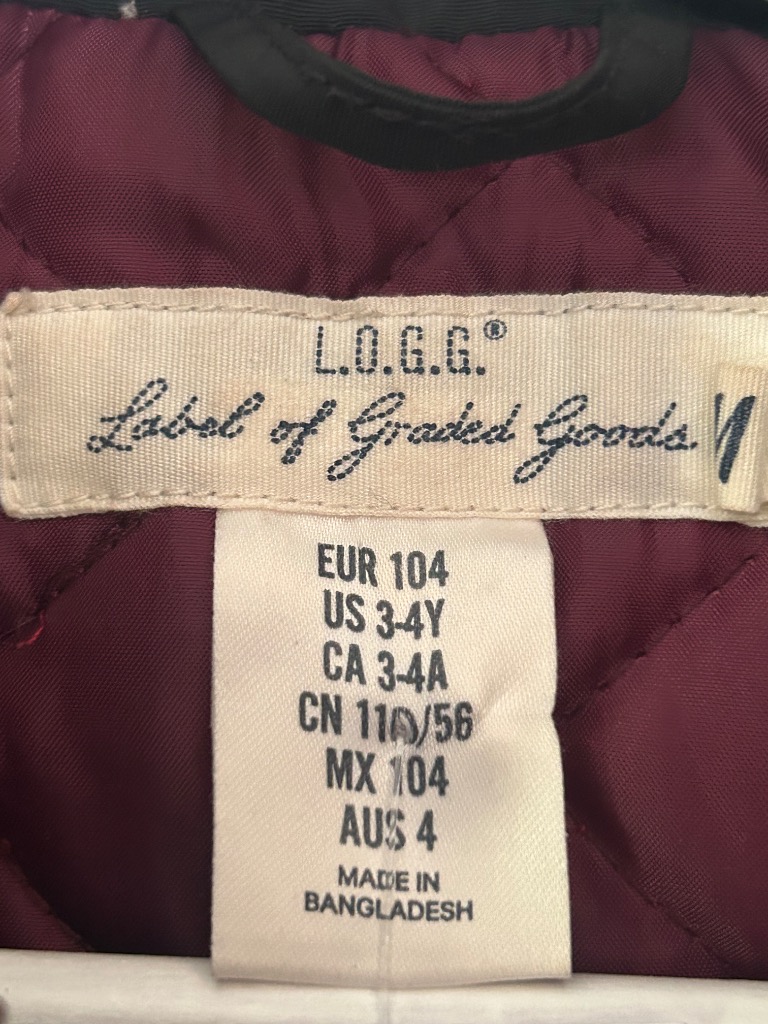 L.O.G.G.®
Label of Graded Goods
EUR 104
US 3-4Y
CA 3-4A
CN 110/56
MX 104
AUS 4
MADE IN
BANGLADESH